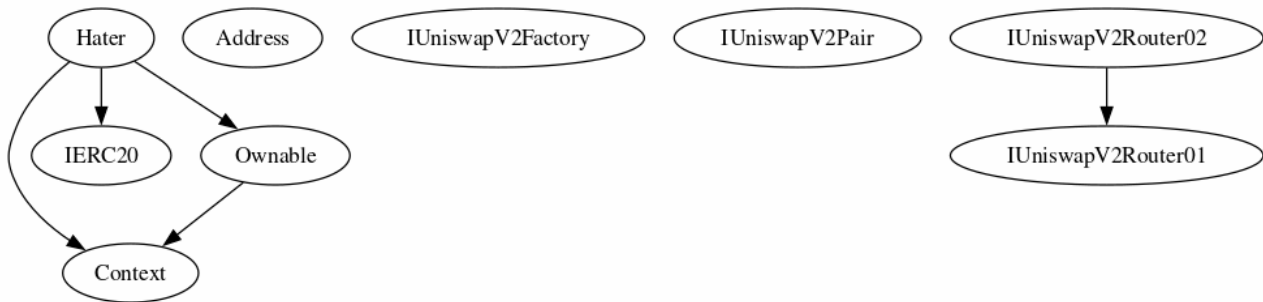 Hater
Address
IUniswapV2Factory
IUniswapV2Pair
IUniswapV2Router02
IERC20
Ownable
IUniswapV2Router01
Context